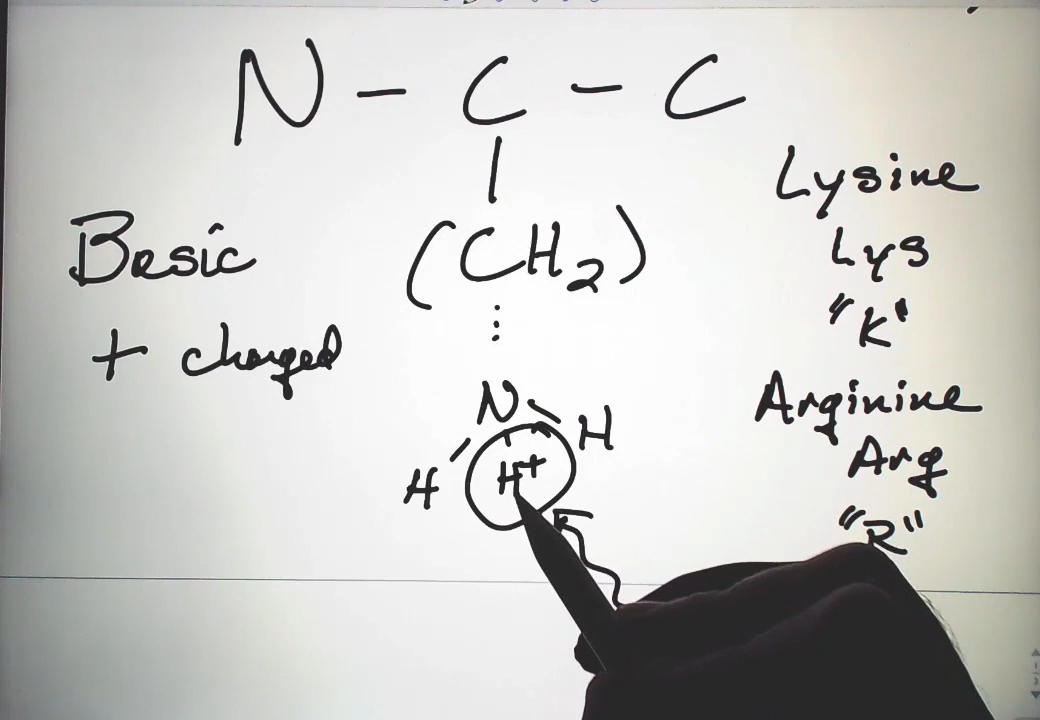 N - C - C
|
Basic
+ charged
(CH2)
⋮
N
H H
H+
Lysine
Lys
"K"
Arginine
Arg
"R"